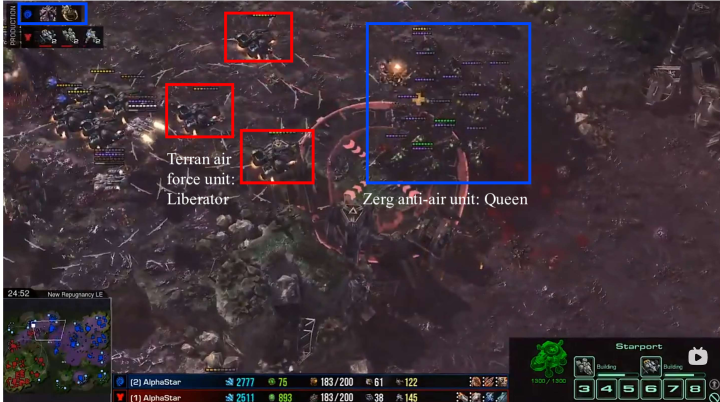 PRODUCTION
Terran air
force unit:
Liberator
Zerg anti-air unit: Queen
24:52 New Repugnancy LE
Starport
Building
Building
1300 / 1300
3 4 5 6 7 8
(2) AlphaStar 2777 75 183/200 61 122
(1) AlphaStar 2511 893 183/200 38 145